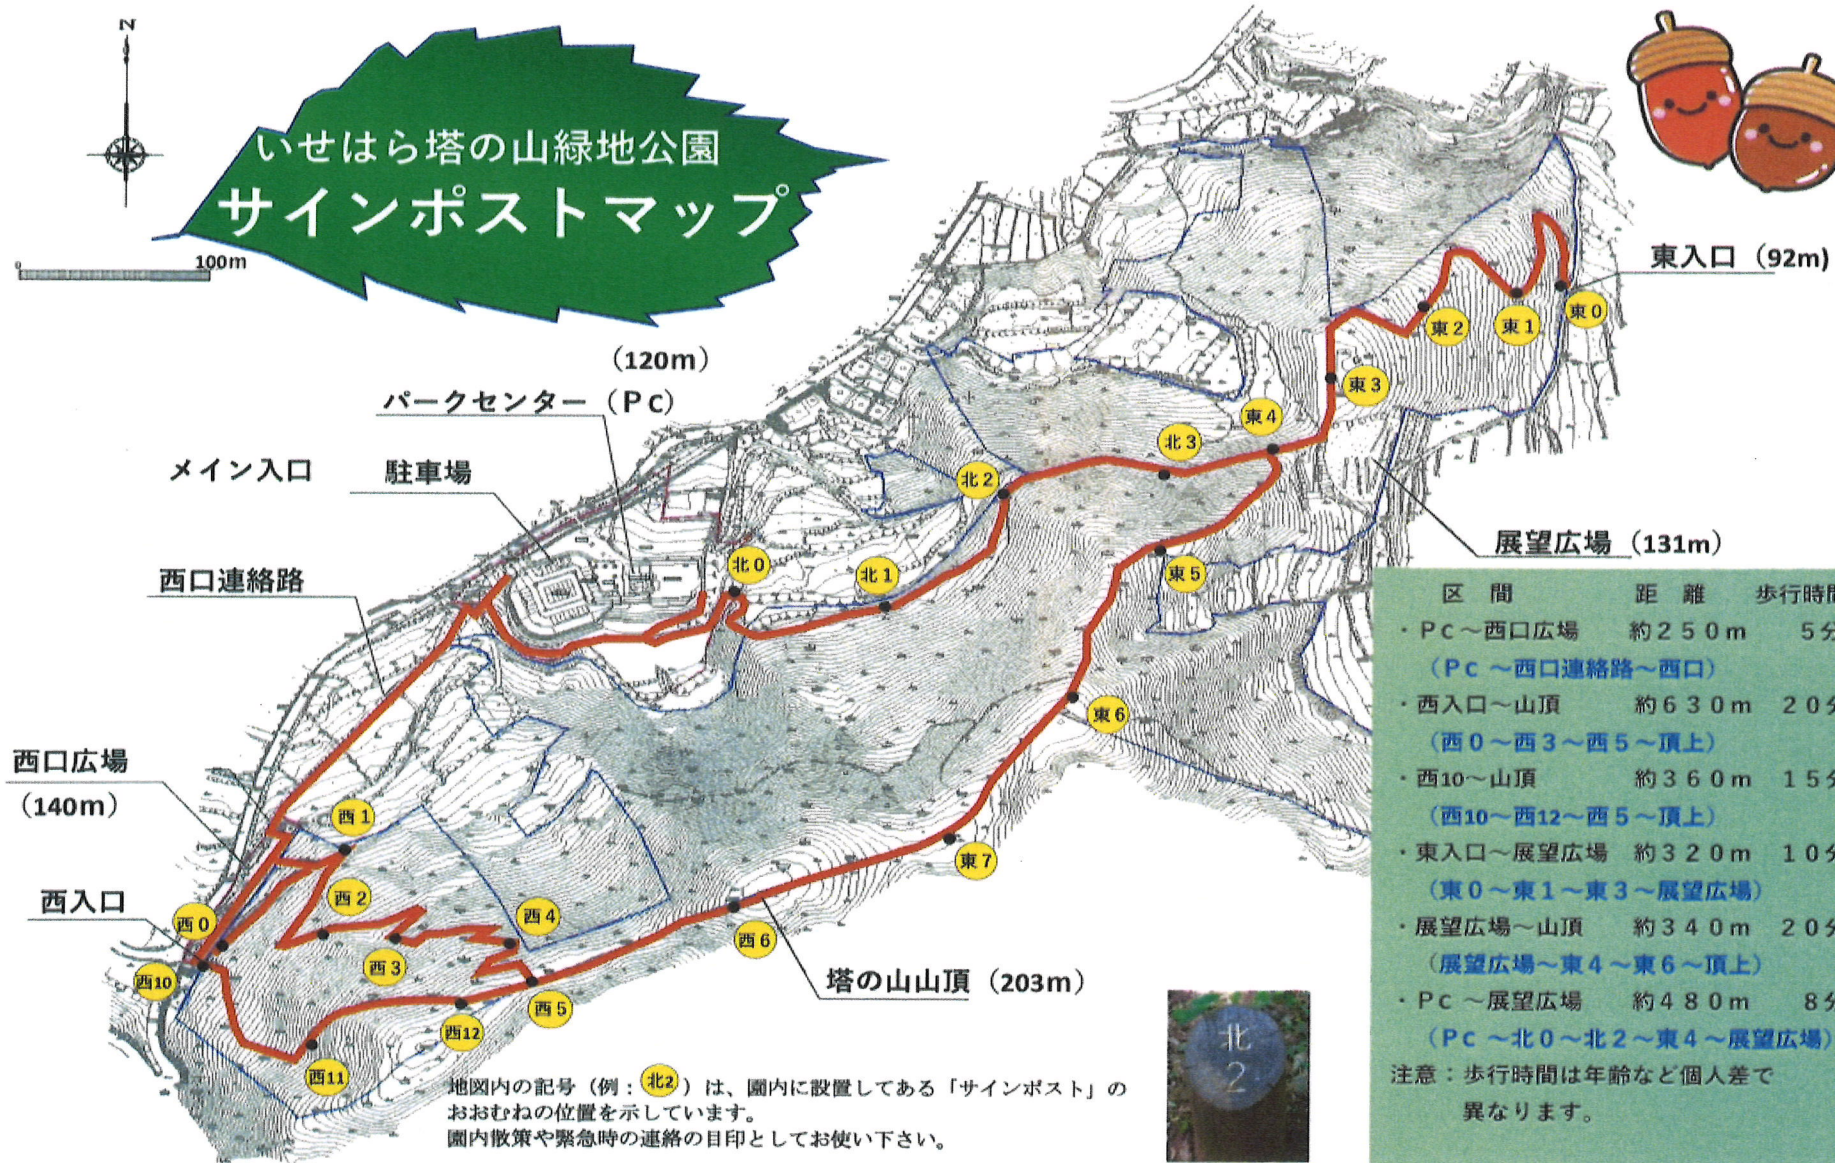 N
いせはら塔の山緑地公園
サインポストマップ
0
100m
東入口（92m）
東0
東1
東2
東3
東4
北3
北2
（120m）
パークセンター（Pc）
メイン入口
駐車場
展望広場（131m）
北0
北1
東5
西口連絡路
東6
西口広場
（140m）
西1
東7
西2
西入口
西0
西4
西6
西3
西10
西5
塔の山山頂（203m）
西12
西11
区　間　距　離　歩行時間
・Pc～西口広場　約250m　5分
（Pc ～西口連絡路～西口）
・西入口～山頂　約630m　20分
（西0～西3～西5～頂上）
・西10～山頂　約360m　15分
（西10～西12～西5～頂上）
・東入口～展望広場　約320m　10分
（東0～東1～東3～展望広場）
・展望広場～山頂　約340m　20分
（展望広場～東4～東6～頂上）
・Pc ～展望広場　約480m　8分
（Pc ～北0～北2～東4～展望広場）
注意：歩行時間は年齢など個人差で
異なります。
北
2
地図内の記号（例：北2）は、園内に設置してある「サインポスト」の
おおむねの位置を示しています。
園内散策や緊急時の連絡の目印としてお使い下さい。